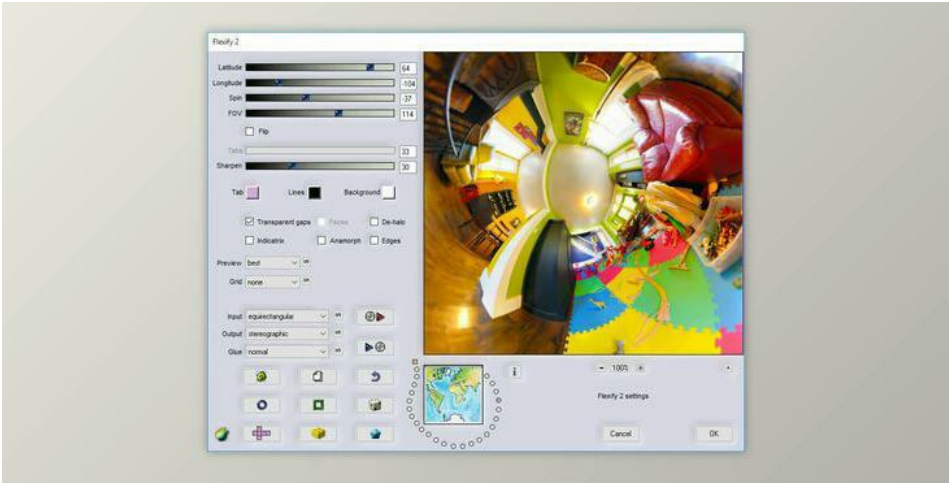 Flexify 2
Latitude 64
Longitude -104
Spin -37
FOV 114
Flip
Tabs 33
Sharpen 30
Tab Lines Background
Transparent gaps Faces De-halo
Indicatrix Anamorph Edges
Preview best
Grid none
Input equirectangular
Output stereographic
Glue normal
- 100% +
i
Flexify 2 settings
Cancel OK